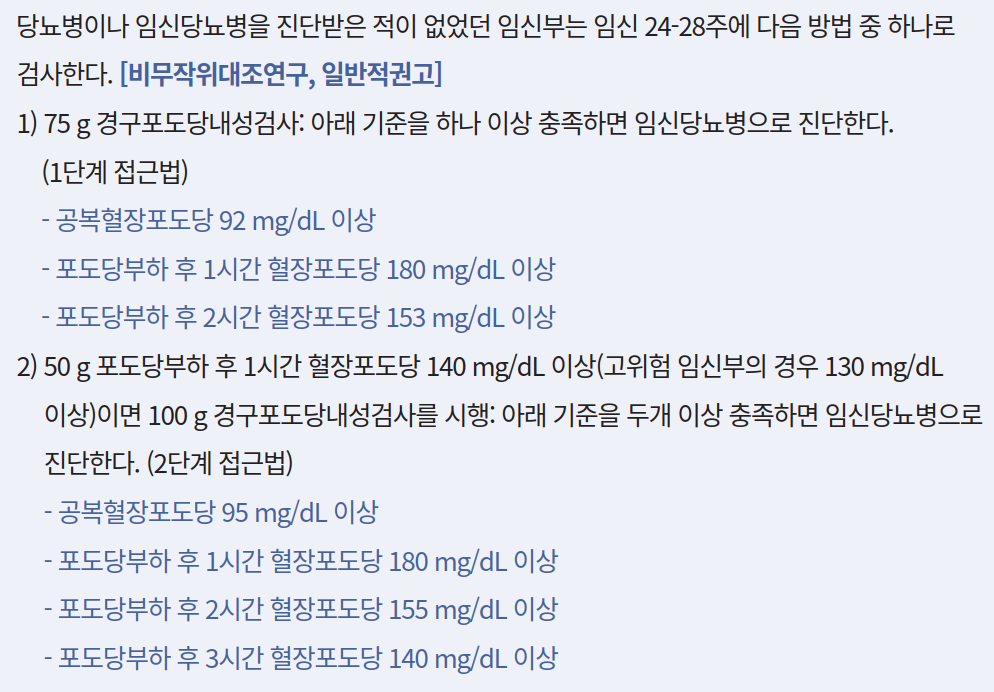 당뇨병이나 임신당뇨병을 진단받은 적이 없었던 임신부는 임신 24-28주에 다음 방법 중 하나로
검사한다. [비무작위대조연구, 일반적권고]
1) 75 g 경구포도당내성검사: 아래 기준을 하나 이상 충족하면 임신당뇨병으로 진단한다.
(1단계 접근법)
- 공복혈장포도당 92 mg/dL 이상
- 포도당부하 후 1시간 혈장포도당 180 mg/dL 이상
- 포도당부하 후 2시간 혈장포도당 153 mg/dL 이상
2) 50 g 포도당부하 후 1시간 혈장포도당 140 mg/dL 이상(고위험 임신부의 경우 130 mg/dL
이상)이면 100 g 경구포도당내성검사를 시행: 아래 기준을 두개 이상 충족하면 임신당뇨병으로
진단한다. (2단계 접근법)
- 공복혈장포도당 95 mg/dL 이상
- 포도당부하 후 1시간 혈장포도당 180 mg/dL 이상
- 포도당부하 후 2시간 혈장포도당 155 mg/dL 이상
- 포도당부하 후 3시간 혈장포도당 140 mg/dL 이상